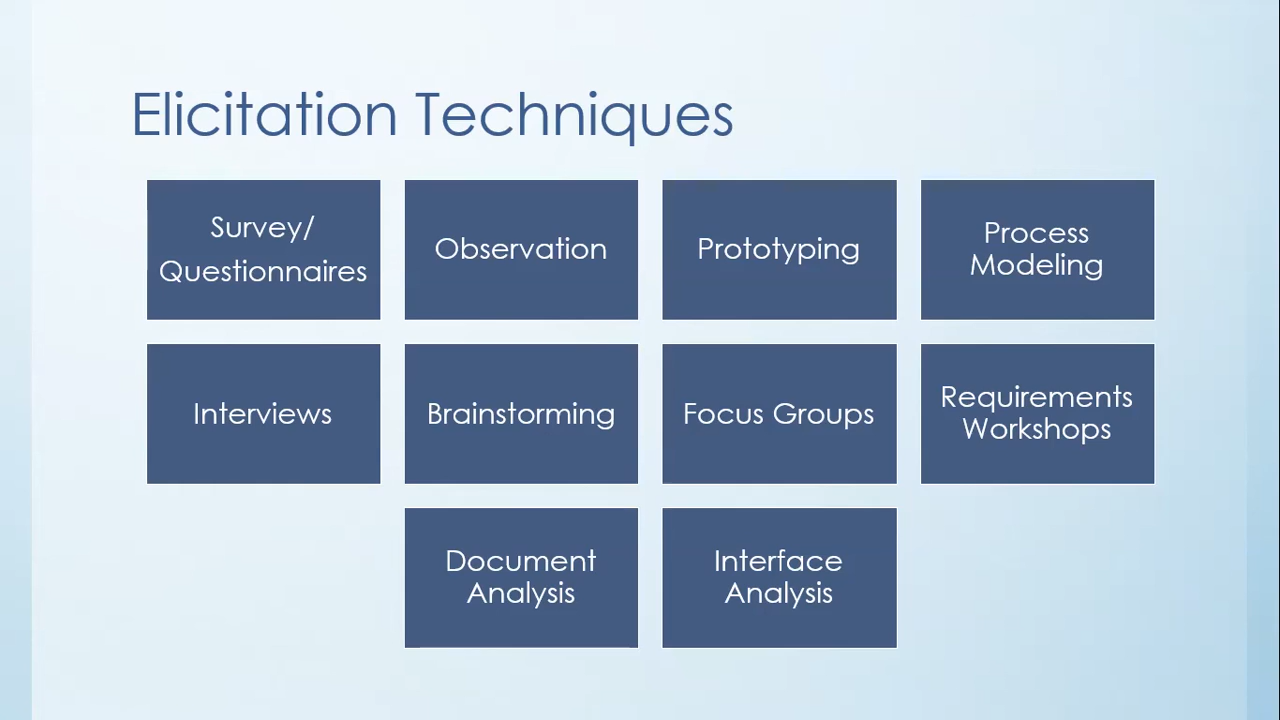 Elicitation Techniques
Survey/
Questionnaires
Observation
Prototyping
Process
Modeling
Interviews
Brainstorming
Focus Groups
Requirements
Workshops
Document
Analysis
Interface
Analysis